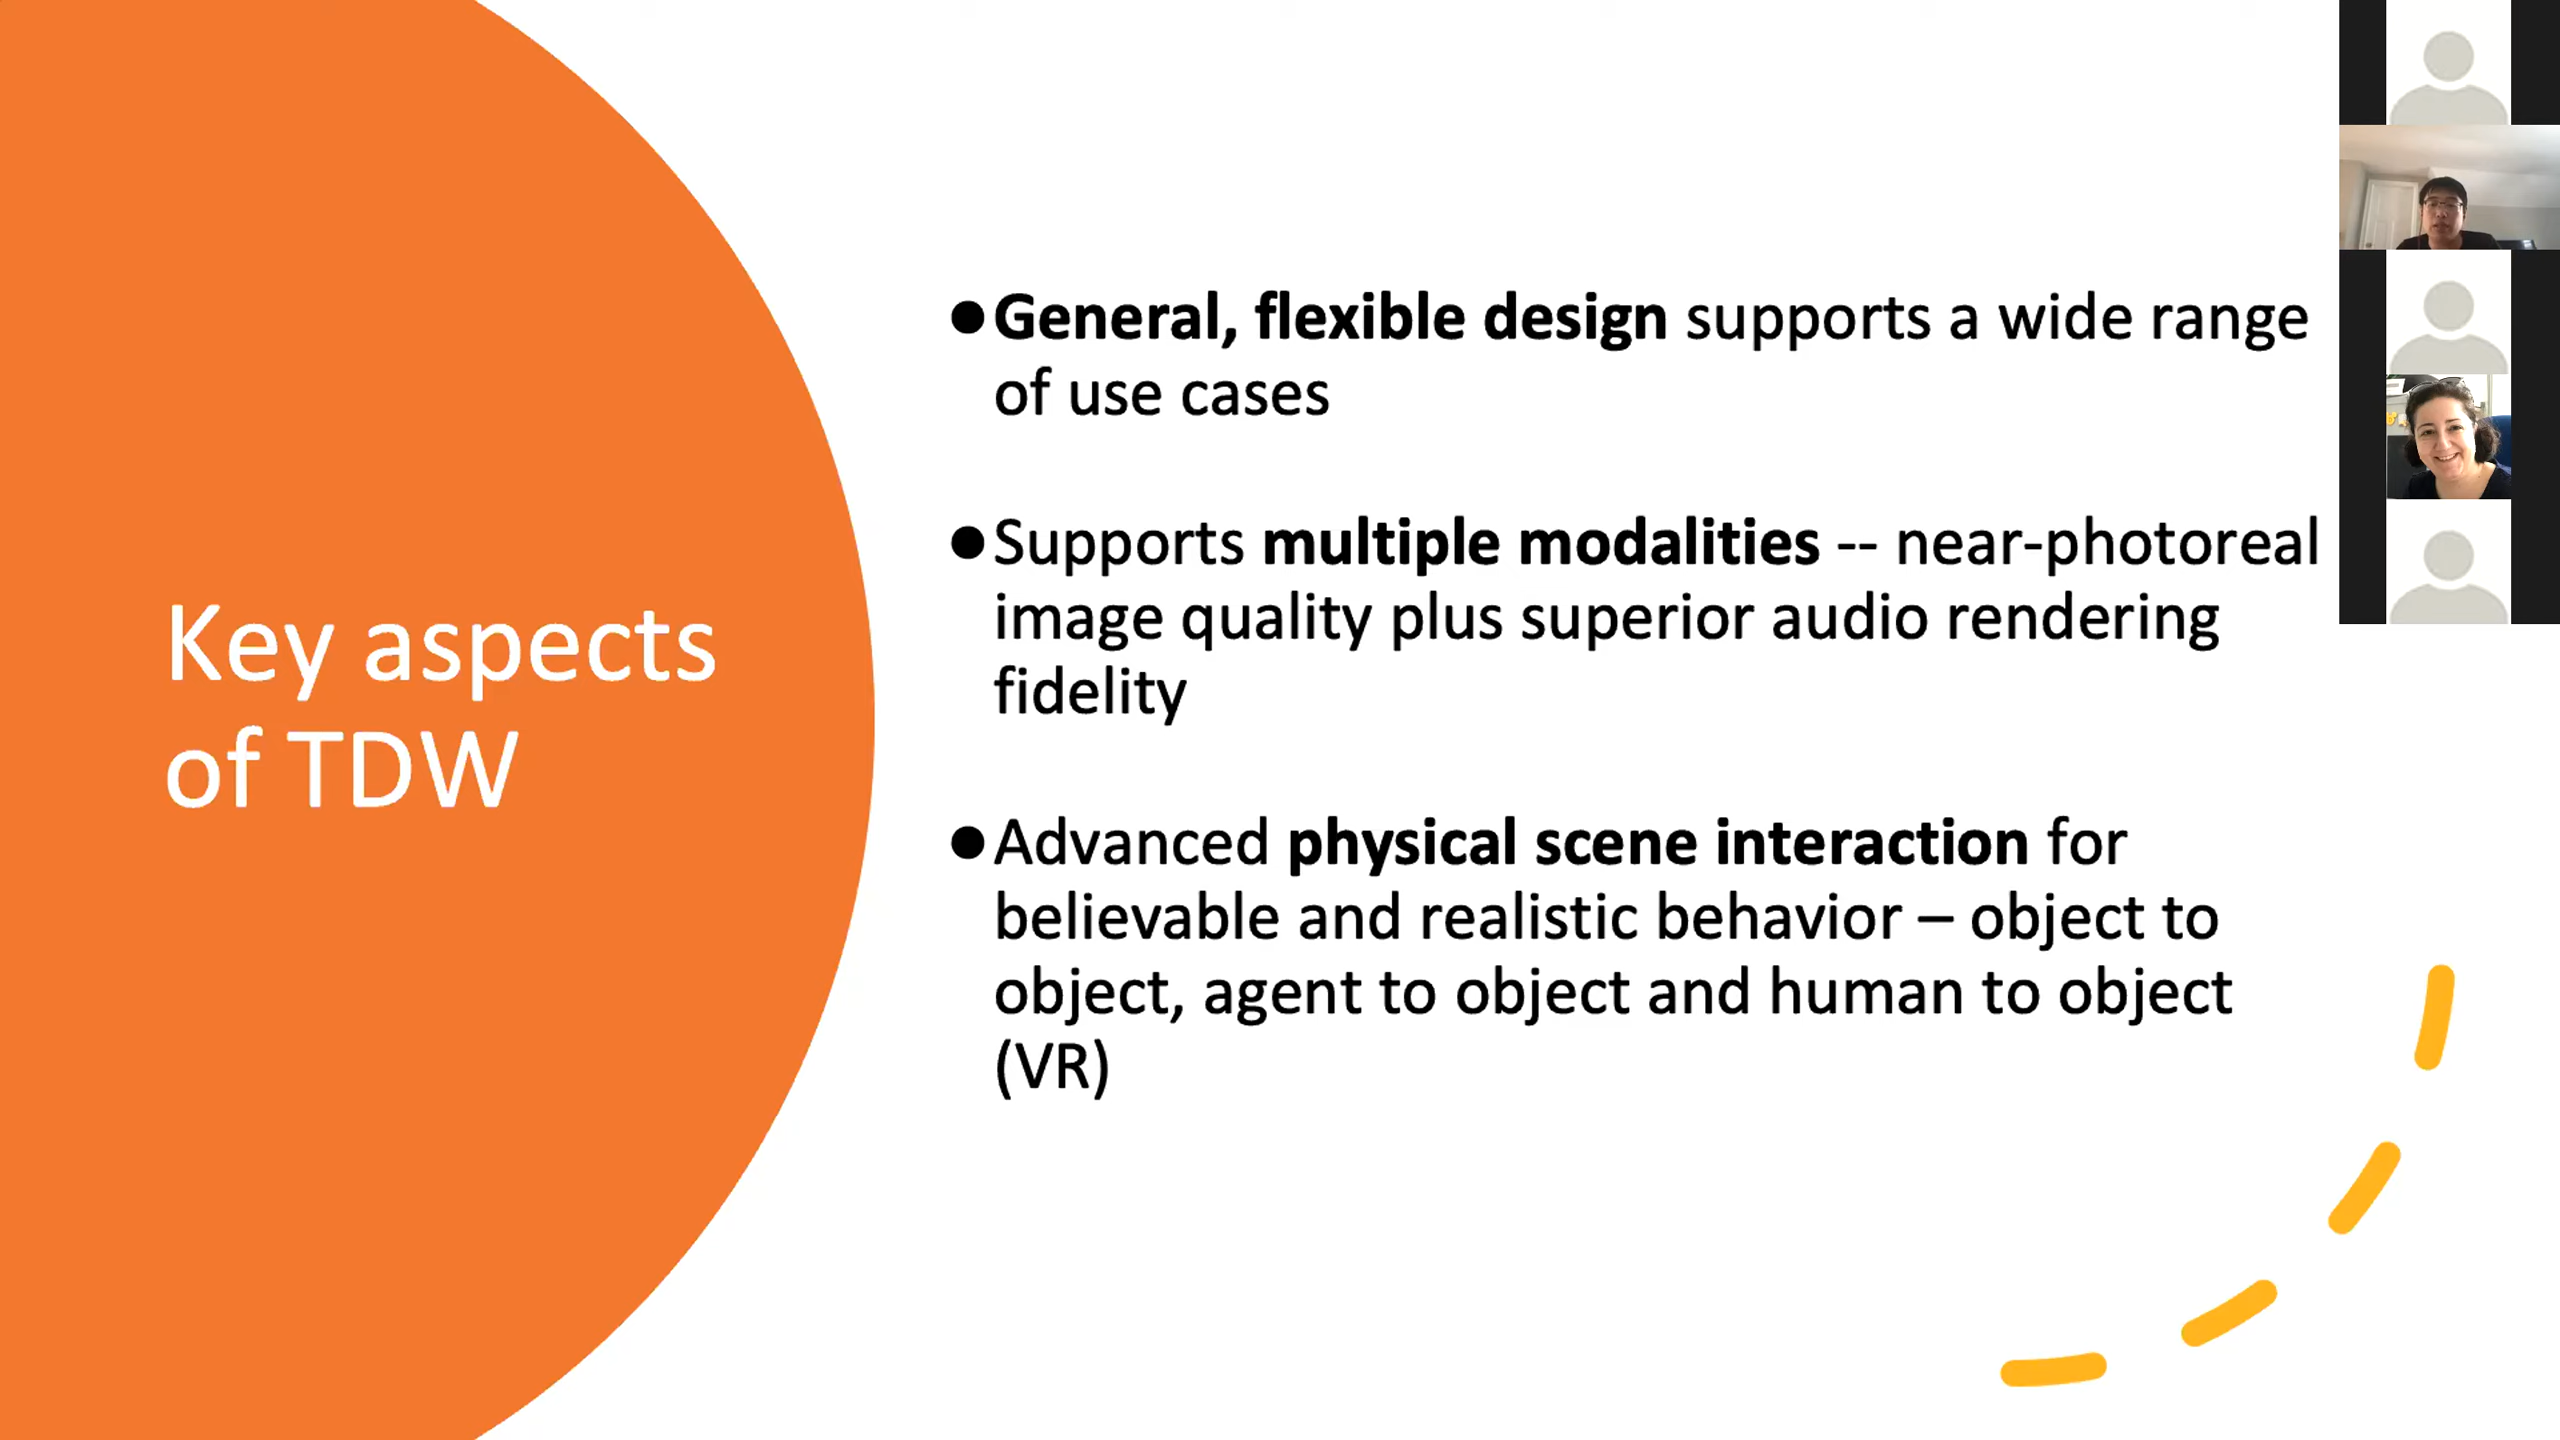 Key aspects
of TDW
●General, flexible design supports a wide range
of use cases
●Supports multiple modalities -- near-photoreal
image quality plus superior audio rendering
fidelity
●Advanced physical scene interaction for
believable and realistic behavior – object to
object, agent to object and human to object
(VR)